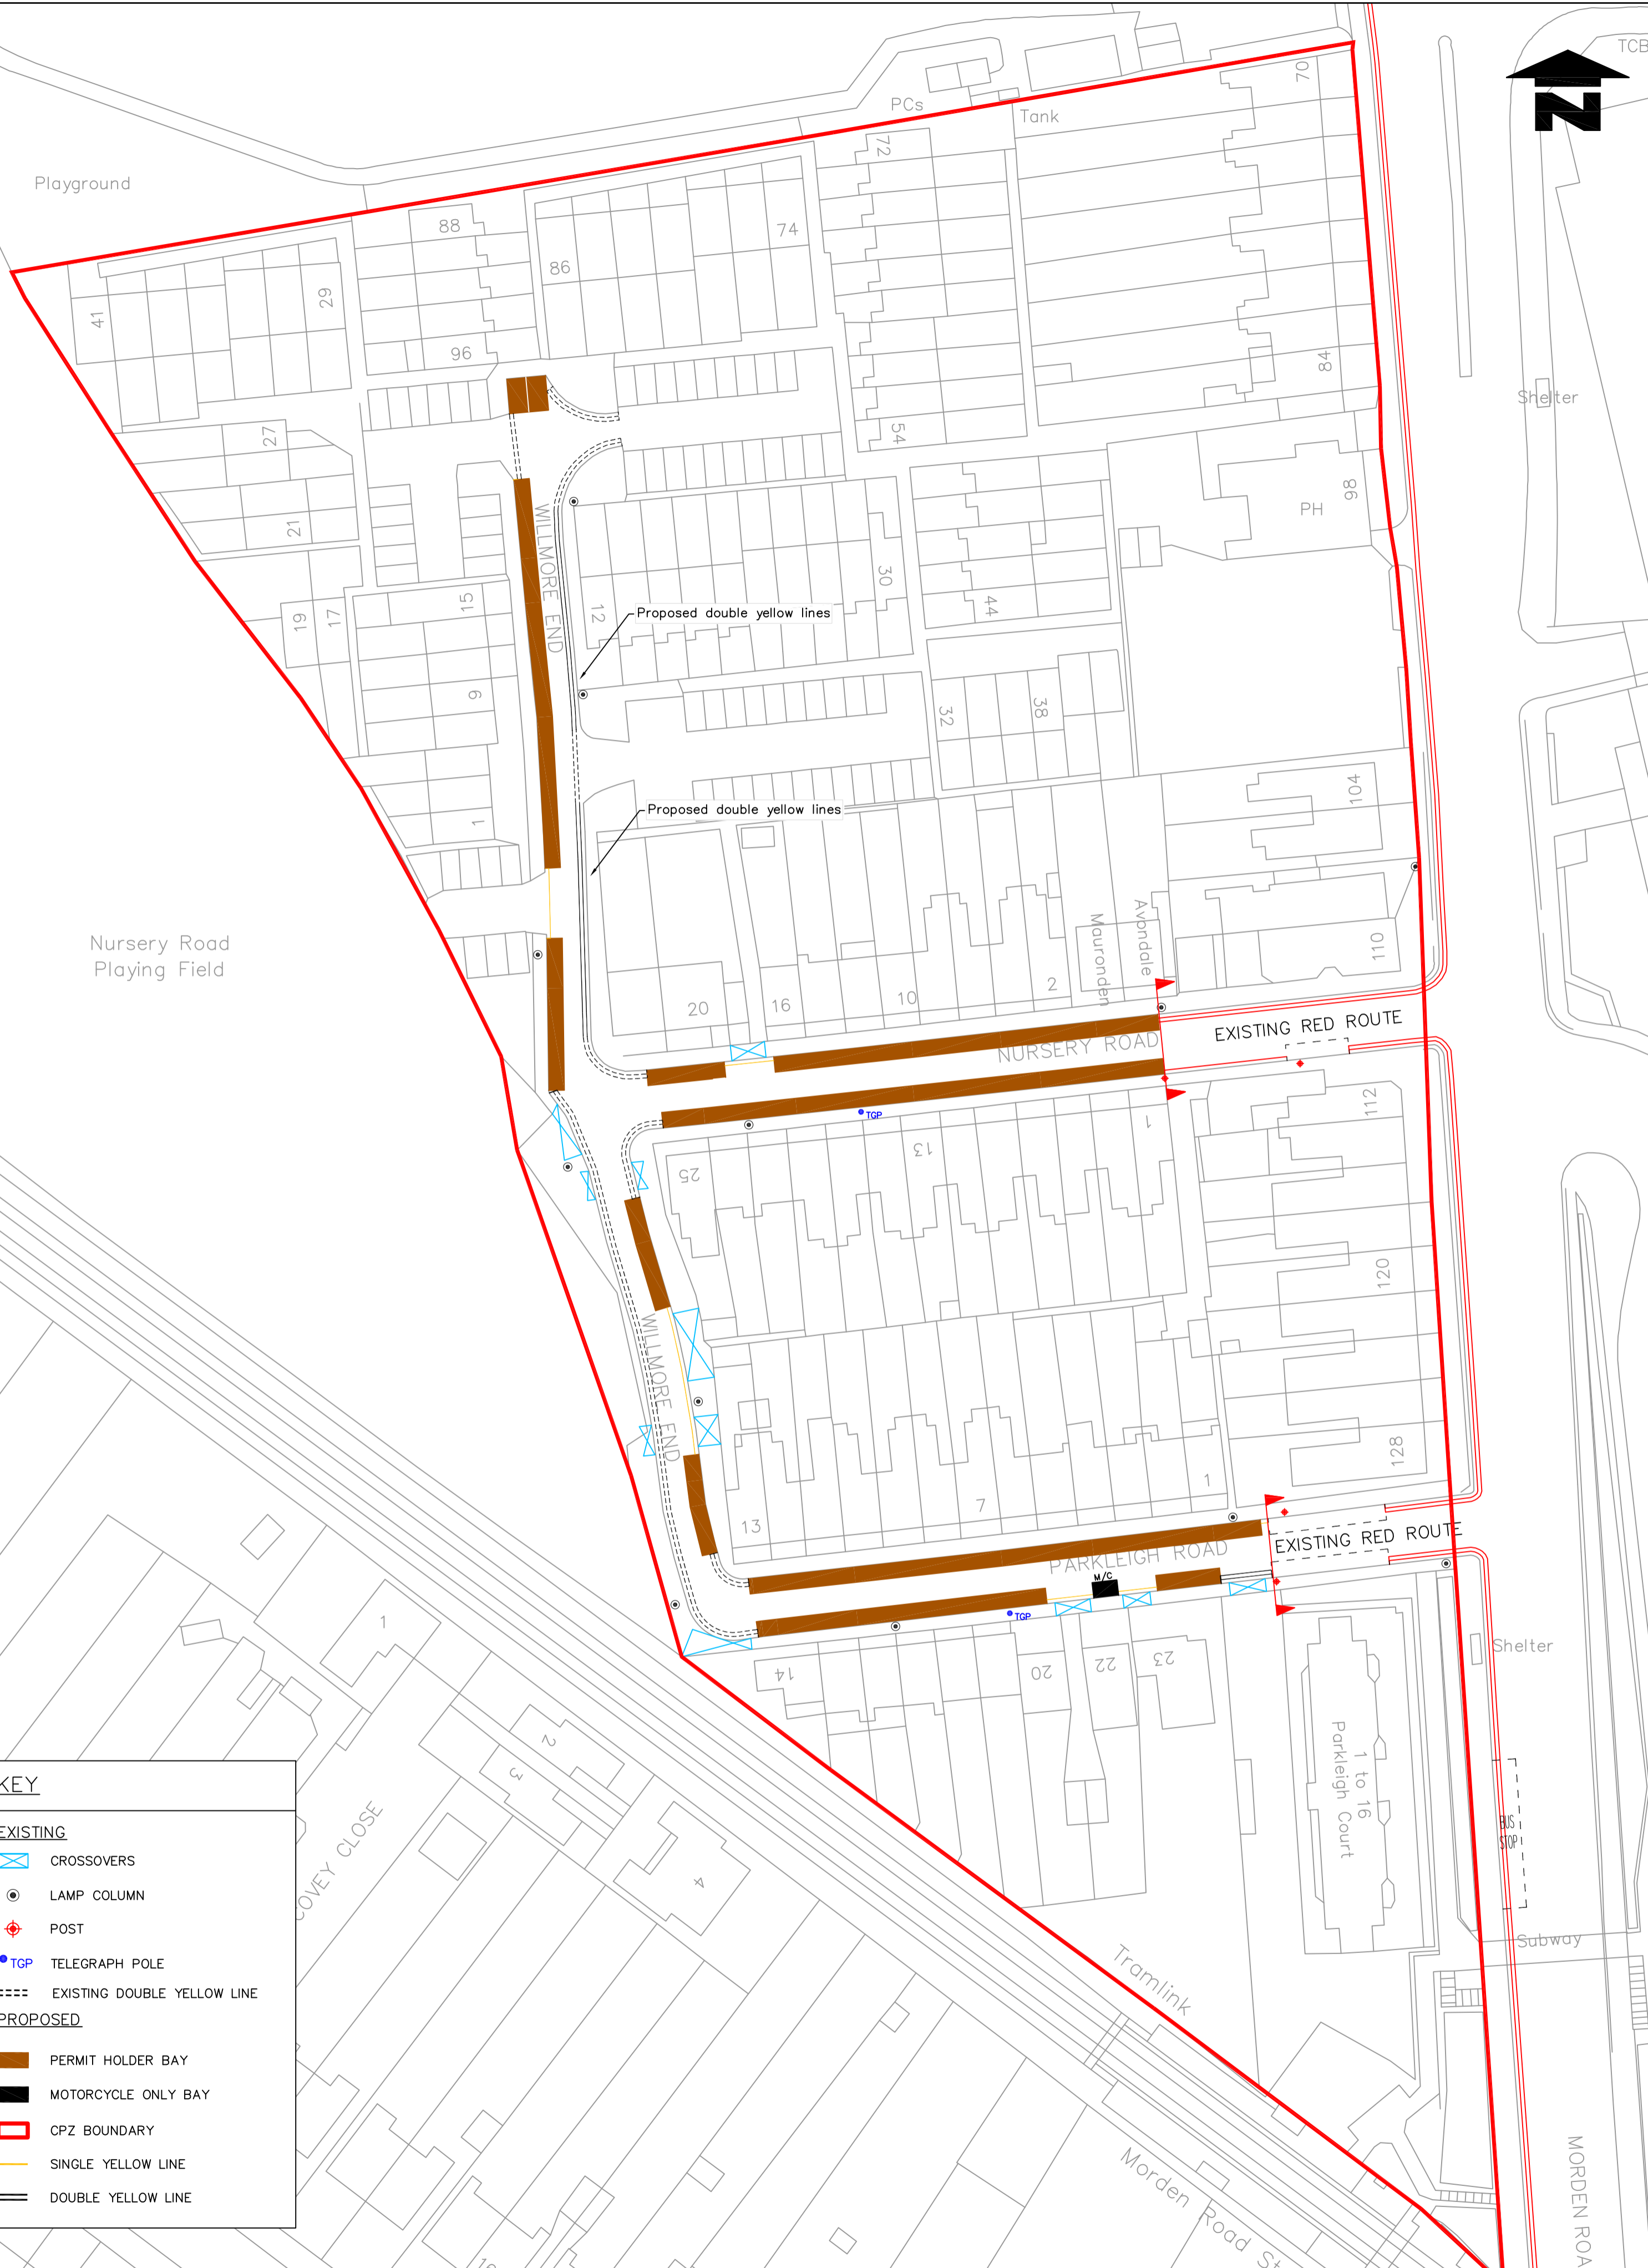 TCB
N
PCs
Tank
70
72
Playground
88
74
86
29
41
96
84
Shelter
54
27
86
PH
21
WILLMORE END
30
15
44
12
19
17
Proposed double yellow lines
9
32
38
104
Proposed double yellow lines
1
Avondale
Mauronden
Nursery Road
Playing Field
110
2
10
16
20
EXISTING RED ROUTE
NURSERY ROAD
TGP
112
1
13
25
120
WILLMORE END
128
1
7
13
EXISTING RED ROUTE
PARKLEIGH ROAD
M/C
TGP
1
14
20
22
23
Shelter
1 to 16
Parkleigh Court
2
3
4
COVEY CLOSE
BUS
STOP
Subway
Tramlink
MORDEN ROA
Morden Road St
KEY
EXISTING
CROSSOVERS
LAMP COLUMN
POST
TGP TELEGRAPH POLE
EXISTING DOUBLE YELLOW LINE
PROPOSED
PERMIT HOLDER BAY
MOTORCYCLE ONLY BAY
CPZ BOUNDARY
SINGLE YELLOW LINE
DOUBLE YELLOW LINE